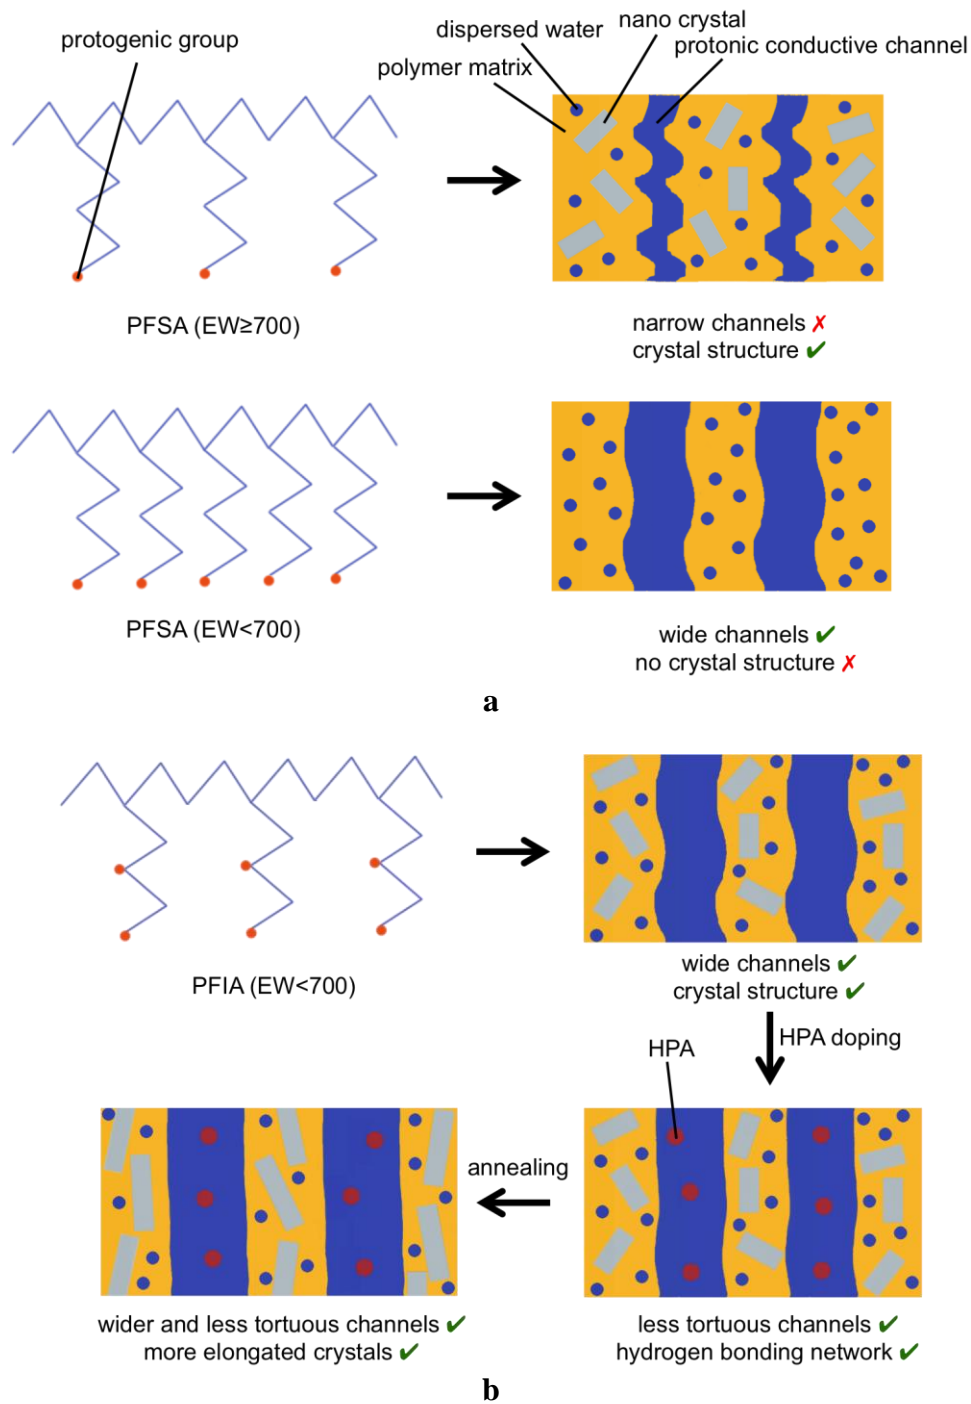 protogenic group
dispersed water
nano crystal
polymer matrix
protonic conductive channel
PFSA (EW≥700)
narrow channels ✗
crystal structure ✔
PFSA (EW<700)
wide channels ✔
no crystal structure ✗
a
PFIA (EW<700)
wide channels ✔
crystal structure ✔
HPA doping
HPA
annealing
wider and less tortuous channels ✔
more elongated crystals ✔
less tortuous channels ✔
hydrogen bonding network ✔
b